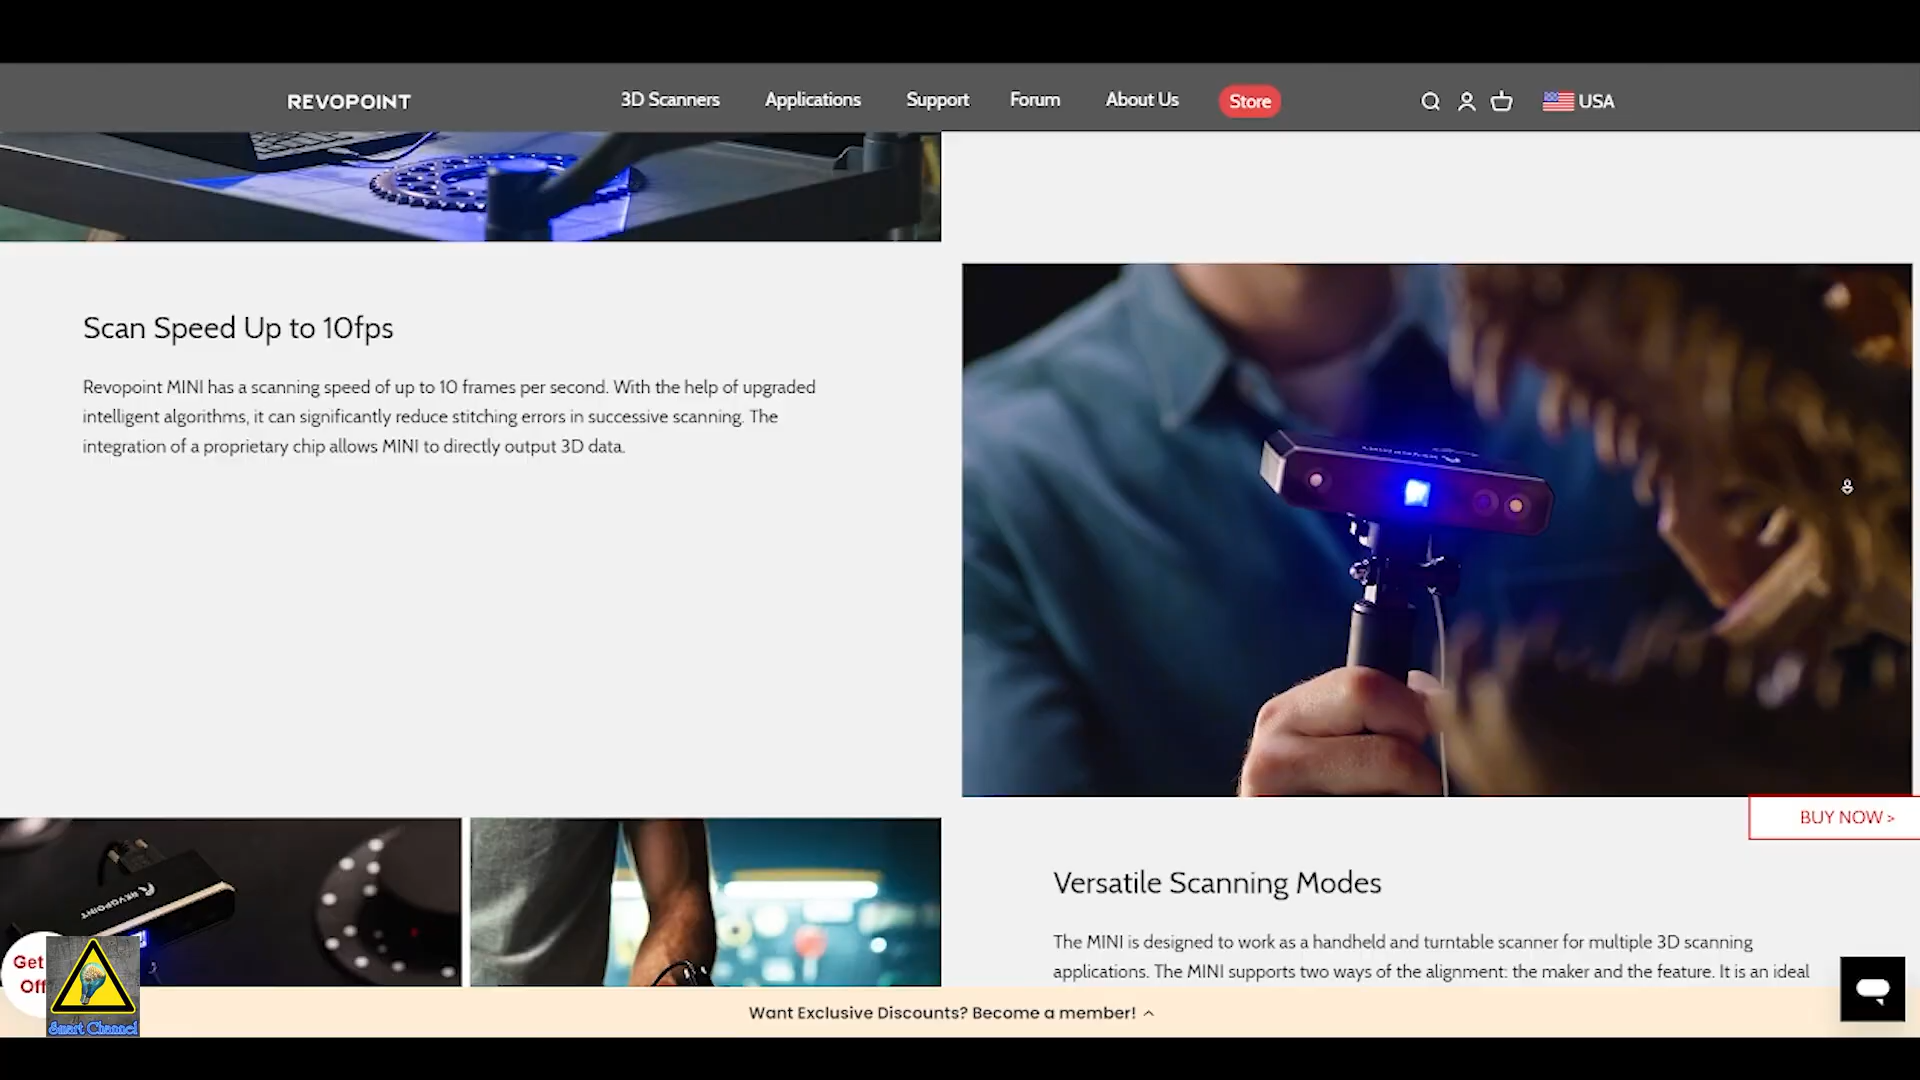 REVOPOINT
3D Scanners
Applications
Support
Forum
About Us
Store
USA
Scan Speed Up to 10fps
Revopoint MINI has a scanning speed of up to 10 frames per second. With the help of upgraded
intelligent algorithms, it can significantly reduce stitching errors in successive scanning. The
integration of a proprietary chip allows MINI to directly output 3D data.
REVOPOINT
BUY NOW >
REVOPOINT
Versatile Scanning Modes
The MINI is designed to work as a handheld and turntable scanner for multiple 3D scanning
applications. The MINI supports two ways of the alignment: the maker and the feature. It is an ideal
Get
Off
Smart Channel
Want Exclusive Discounts? Become a member!